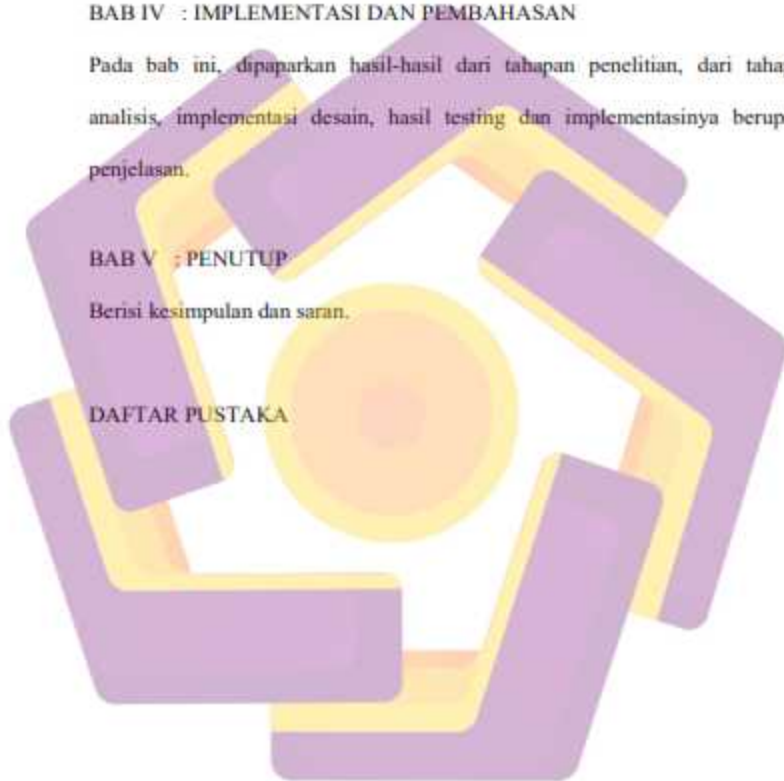 BAB IV : IMPLEMENTASI DAN PEMBAHASAN
Pada bab ini, dipaparkan hasil-hasil dari tahapan penelitian, dari taha
analisis, implementasi desain, hasil testing dan implementasinya berup
penjelasan.
BAB V : PENUTUP
Berisi kesimpulan dan saran.
DAFTAR PUSTAKA